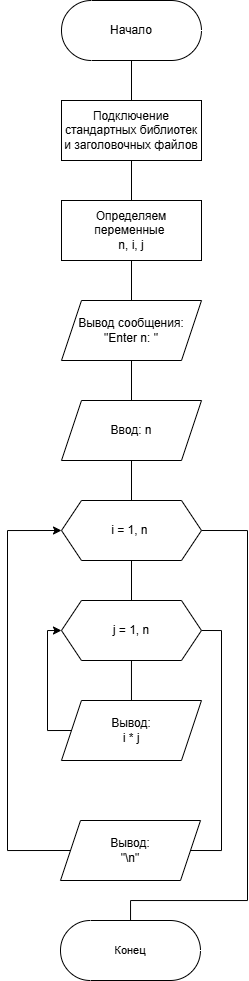 Начало
Подключение
стандартных библиотек
и заголовочных файлов
Определяем
переменные
n, i, j
Вывод сообщения:
"Enter n: "
Ввод: n
i = 1, n
j = 1, n
Вывод:
i * j
Вывод:
"\n"
Конец